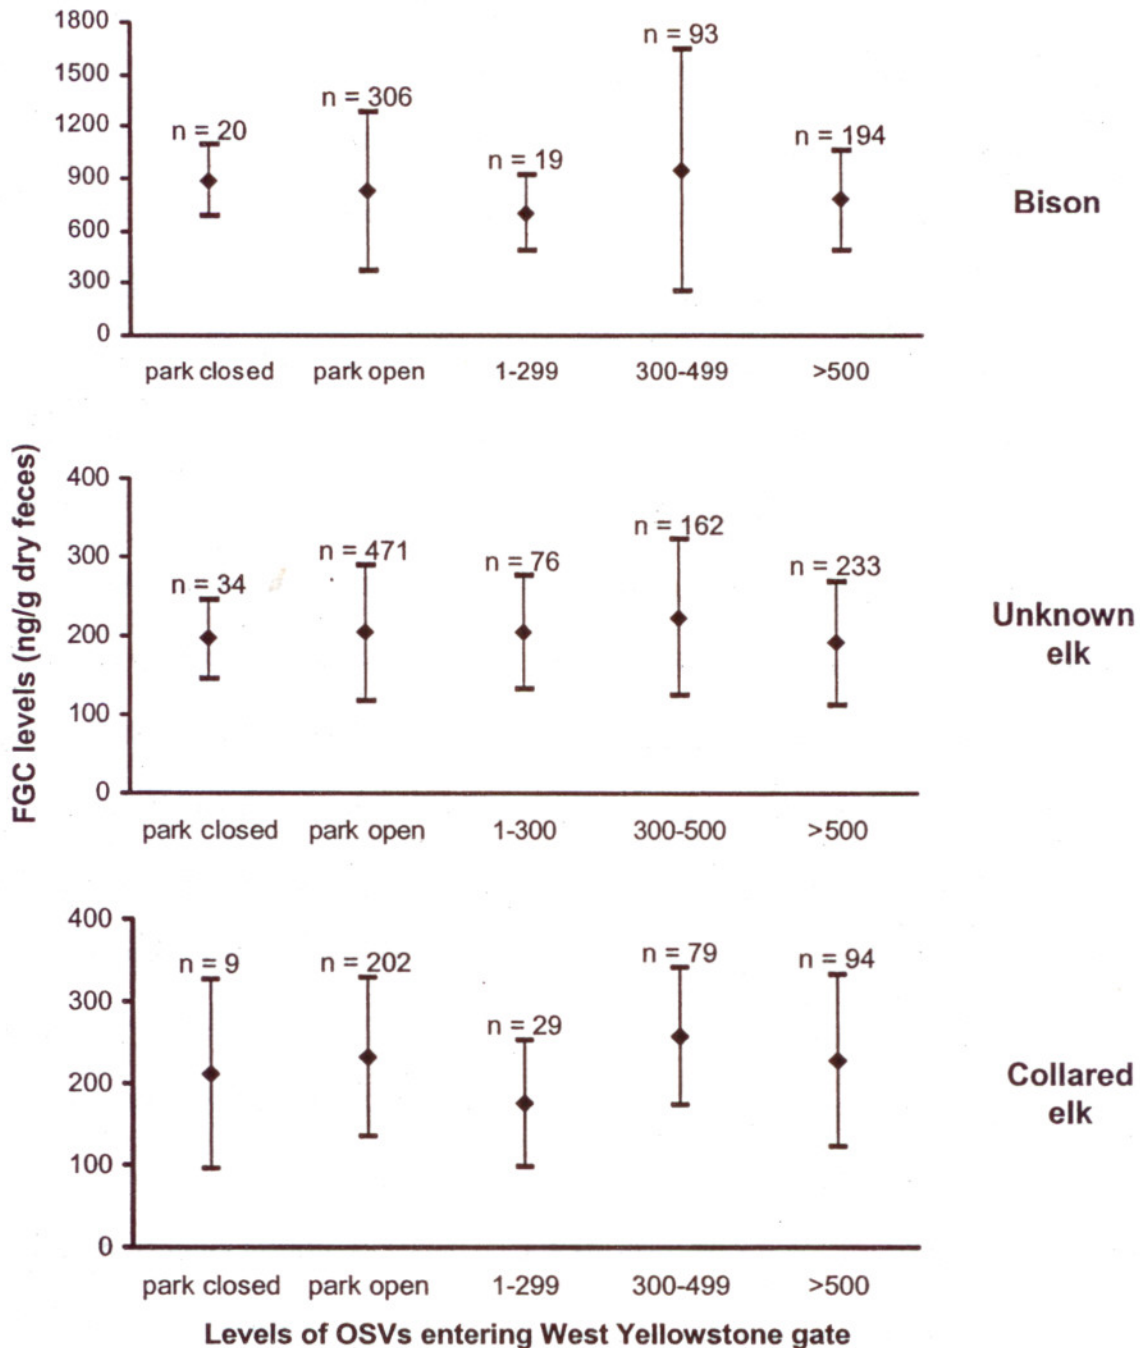 1800
1500
1200
900
600
300
0
n = 20
n = 306
n = 19
n = 93
n = 194
park closed
park open
1-299
300-499
>500
Bison
FGC levels (ng/g dry feces)
400
300
200
100
0
n = 34
n = 471
n = 76
n = 162
n = 233
park closed
park open
1-300
300-500
>500
Unknown
elk
400
300
200
100
0
n = 9
n = 202
n = 29
n = 79
n = 94
park closed
park open
1-299
300-499
>500
Collared
elk
Levels of OSVs entering West Yellowstone gate